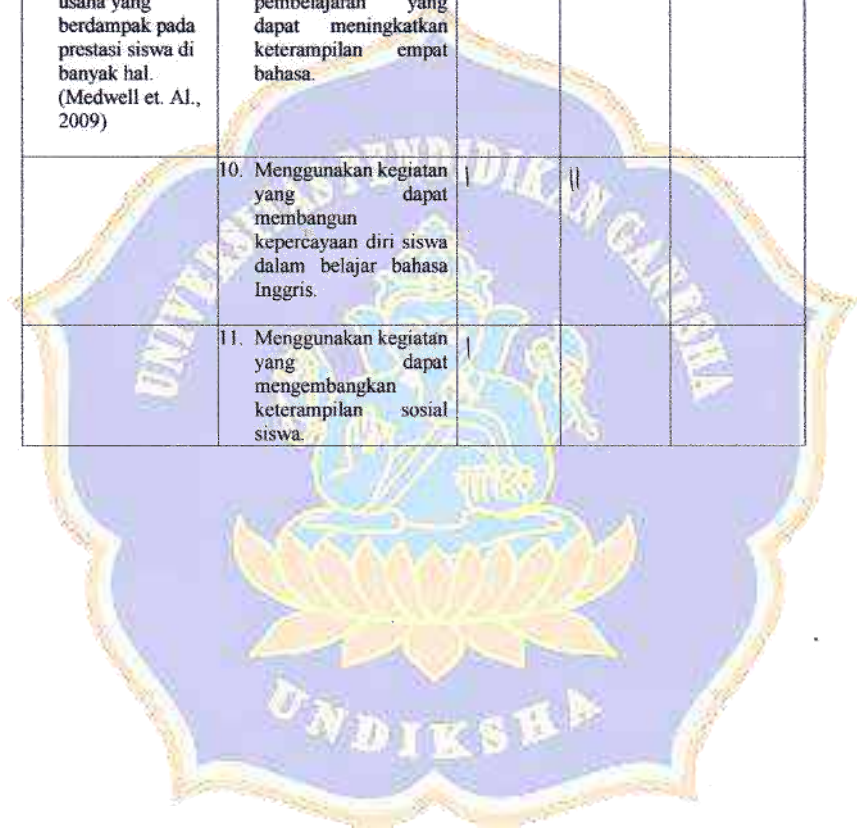 usaha yang
berdampak pada
prestasi siswa di
banyak hal.
(Medwell et. Al.,
2009)
pembelajaran yang
dapat meningkatkan
keterampilan empat
bahasa.
10. Menggunakan kegiatan
yang dapat
membangun
kepercayaan diri siswa
dalam belajar bahasa
Inggris.
\
\\
11. Menggunakan kegiatan
yang dapat
mengembangkan
keterampilan sosial
siswa.
\
UNIVERSITAS PENDIDIKAN GANESHA
UNDIKSHA